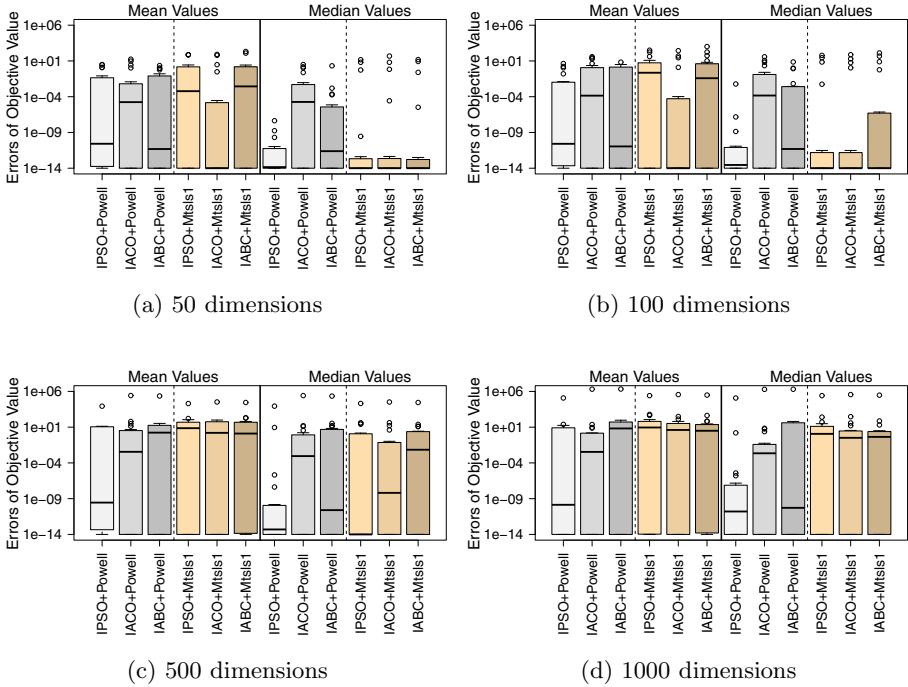 Mean Values Median Values
Errors of Objective Value
1e+06
1e+01
1e−04
1e−09
1e−14
IPSO+Powell
IACO+Powell
IABC+Powell
IPSO+Mtsls1
IACO+Mtsls1
IABC+Mtsls1
IPSO+Powell
IACO+Powell
IABC+Powell
IPSO+Mtsls1
IACO+Mtsls1
IABC+Mtsls1
(a) 50 dimensions
Mean Values Median Values
Errors of Objective Value
1e+06
1e+01
1e−04
1e−09
1e−14
IPSO+Powell
IACO+Powell
IABC+Powell
IPSO+Mtsls1
IACO+Mtsls1
IABC+Mtsls1
IPSO+Powell
IACO+Powell
IABC+Powell
IPSO+Mtsls1
IACO+Mtsls1
IABC+Mtsls1
(b) 100 dimensions
Mean Values Median Values
Errors of Objective Value
1e+06
1e+01
1e−04
1e−09
1e−14
IPSO+Powell
IACO+Powell
IABC+Powell
IPSO+Mtsls1
IACO+Mtsls1
IABC+Mtsls1
IPSO+Powell
IACO+Powell
IABC+Powell
IPSO+Mtsls1
IACO+Mtsls1
IABC+Mtsls1
(c) 500 dimensions
Mean Values Median Values
Errors of Objective Value
1e+06
1e+01
1e−04
1e−09
1e−14
IPSO+Powell
IACO+Powell
IABC+Powell
IPSO+Mtsls1
IACO+Mtsls1
IABC+Mtsls1
IPSO+Powell
IACO+Powell
IABC+Powell
IPSO+Mtsls1
IACO+Mtsls1
IABC+Mtsls1
(d) 1000 dimensions